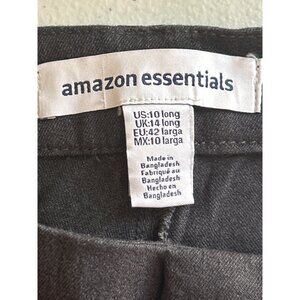 amazon essentials
US:10 long
UK:14 long
EU:42 larga
MX:10 larga
Made in
Bangladesh
Fabriqué au
Bangladesh
Hecho en
Bangladesh